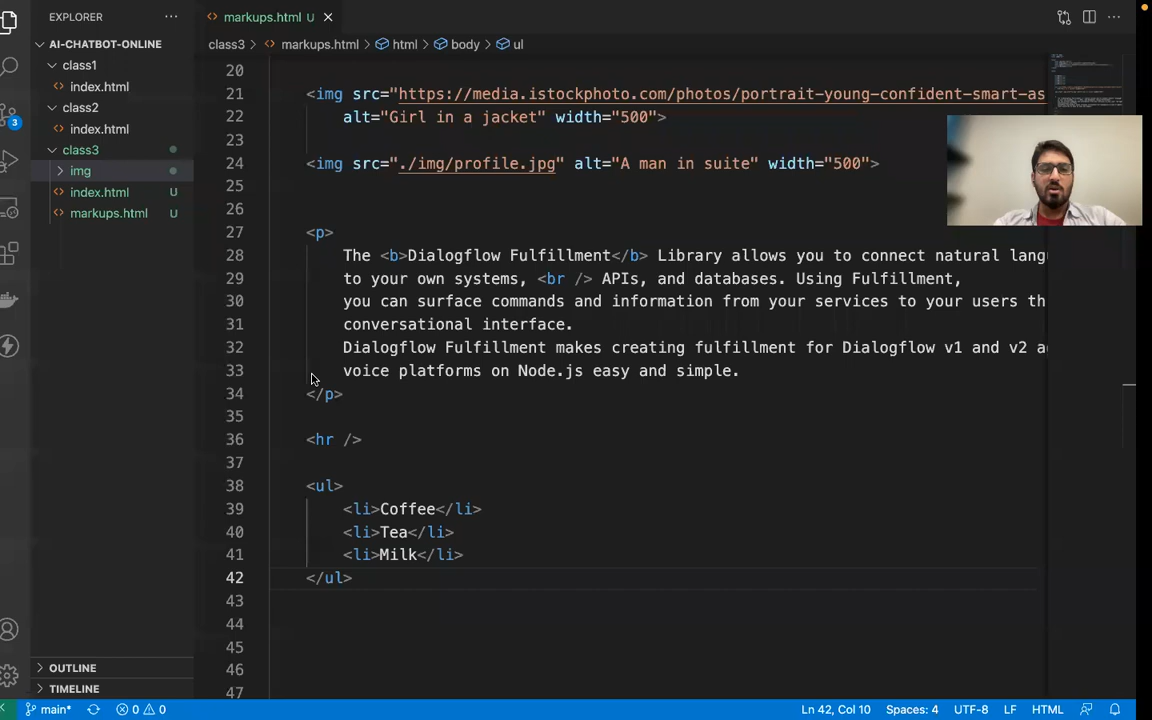 EXPLORER
AI-CHATBOT-ONLINE
class1
index.html
class2
index.html
class3
img
index.html U
markups.html U
OUTLINE
TIMELINE
3
markups.html U
class3 > markups.html > html > body > ul
20
21 <img src="https://media.istockphoto.com/photos/portrait-young-confident-smart-as
22 alt="Girl in a jacket" width="500">
23
24 <img src="./img/profile.jpg" alt="A man in suite" width="500">
25
26
27 <p>
28 The <b>Dialogflow Fulfillment</b> Library allows you to connect natural lang
29 to your own systems, <br /> APIs, and databases. Using Fulfillment,
30 you can surface commands and information from your services to your users th
31 conversational interface.
32 Dialogflow Fulfillment makes creating fulfillment for Dialogflow v1 and v2 a
33 voice platforms on Node.js easy and simple.
34 </p>
35
36 <hr />
37
38 <ul>
39 <li>Coffee</li>
40 <li>Tea</li>
41 <li>Milk</li>
42 </ul>
43
44
45
46
47
main* 0 0 Ln 42, Col 10 Spaces: 4 UTF-8 LF HTML